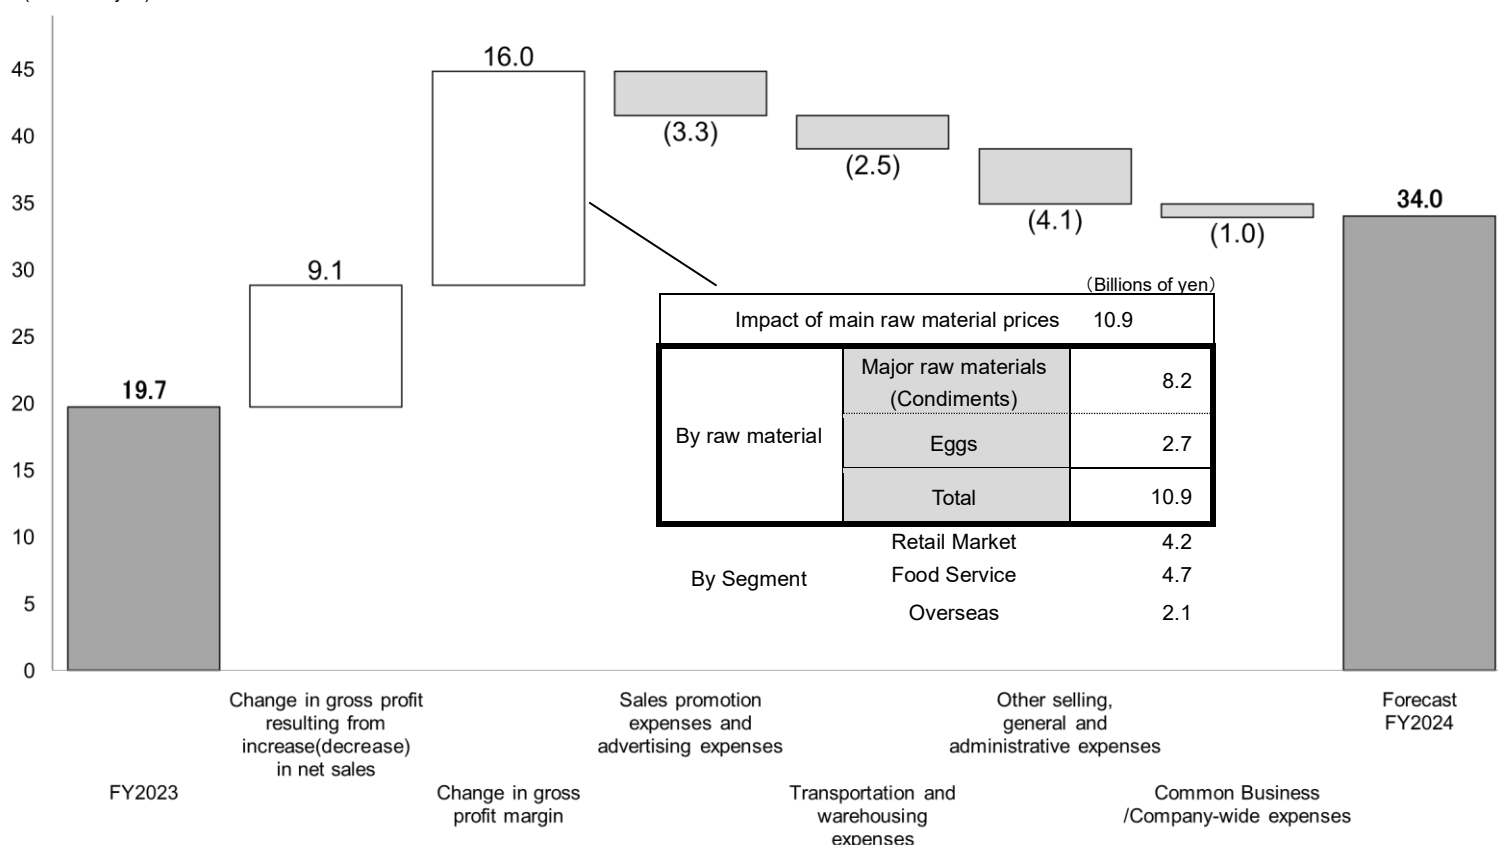 45
40
35
30
25
20
15
10
5
0
19.7
9.1
16.0
(3.3)
(2.5)
(4.1)
(1.0)
34.0
(Billions of yen)
Impact of main raw material prices 10.9
By raw material
Major raw materials
(Condiments)
8.2
Eggs 2.7
Total 10.9
By Segment
Retail Market 4.2
Food Service 4.7
Overseas 2.1
FY2023
Change in gross profit
resulting from
increase(decrease)
in net sales
Change in gross
profit margin
Sales promotion
expenses and
advertising expenses
Transportation and
warehousing
expenses
Other selling,
general and
administrative expenses
Common Business
/Company-wide expenses
Forecast
FY2024